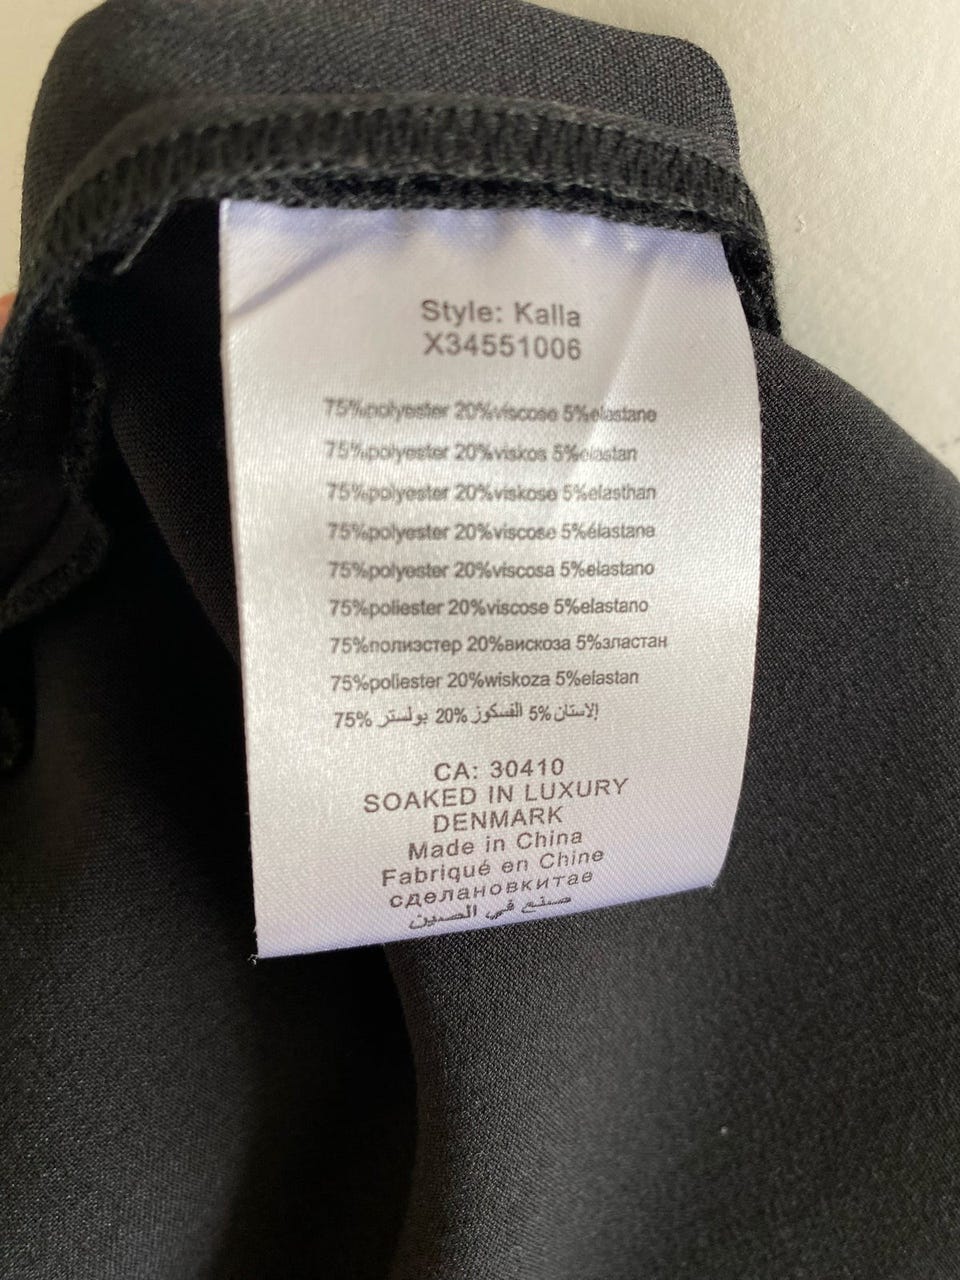 Style: Kalla
X34551006
75%polyester 20%viscose 5%elastane
75%polyester 20%viskos 5%elastan
75%polyester 20%viskose 5%elasthan
75%polyester 20%viscose 5%élastane
75%polyester 20%viscosa 5%elastano
75%poliester 20%viscose 5%elastano
75%полиэстер 20%вискоза 5%эластан
75%poliester 20%wiskoza 5%elastan
75% بولستر 20% الفسكوز 5% الاستان
CA: 30410
SOAKED IN LUXURY
DENMARK
Made in China
Fabriqué en Chine
сделановкитае
صنع في الصين